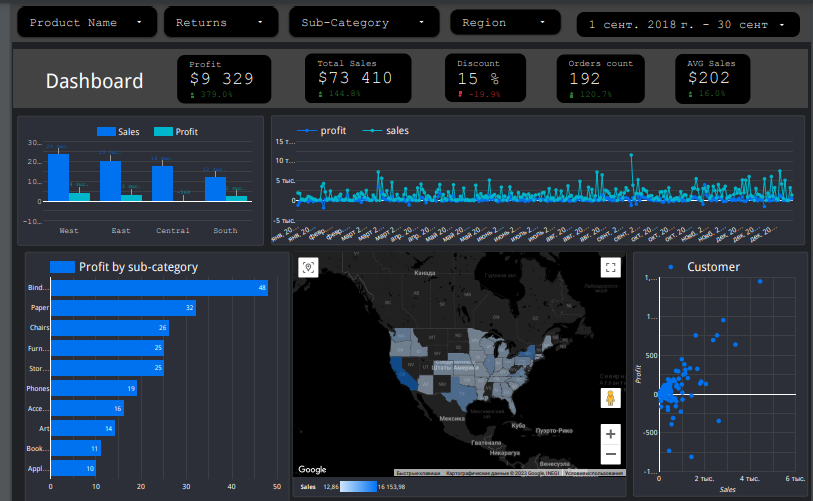 Product Name
Returns
Sub-Category
Region
1 сент. 2018 г. - 30 сент
Dashboard
Profit
$9 329
379.0%
Total Sales
$73 410
144.8%
Discount
15 %
-19.9%
Orders count
192
120.7%
AVG Sales
$202
16.0%
Sales
Profit
30…
20…
10…
0
−10…
West
East
Central
South
profit
sales
15 т…
10 т…
5 тыс.
0
-5 тыс.
Profit by sub-category
Bind…
48
Paper
32
Chairs
26
Furn…
25
Stor…
25
Phones
19
Acce…
16
Art
14
Book…
11
Appl…
10
0
10
20
30
40
50
Канада
Штаты Америки
Мексика
Куба
Пуэрто-Рико
Гватемала
Никарагуа
Венесуэла
Google
Быстрые клавиши
Картографические данные © 2023 Google, INEGI
Условия использования
Sales
12,86
16 153,98
Customer
1,…
500
0
-500
-1…
Profit
0
2 тыс.
4 тыс.
6 тыс.
Sales